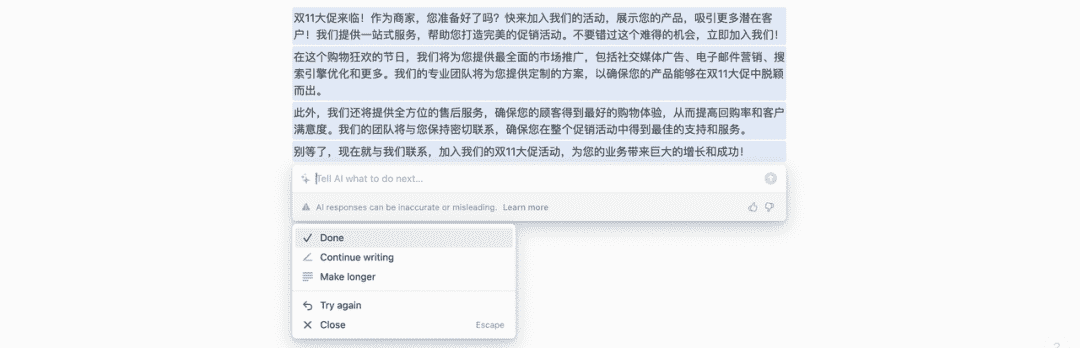 双11大促来临！作为商家，您准备好了吗？快来加入我们的活动，展示您的产品，吸引更多潜在客
户！我们提供一站式服务，帮助您打造完美的促销活动。不要错过这个难得的机会，立即加入我们！
在这个购物狂欢的节日，我们将为您提供最全面的市场推广，包括社交媒体广告、电子邮件营销、搜
索引擎优化和更多。我们的专业团队将为您提供定制的方案，以确保您的产品能够在双11大促中脱颖
而出。
此外，我们还将提供全方位的售后服务，确保您的顾客得到最好的购物体验，从而提高回购率和客户
满意度。我们的团队将与您保持密切联系，确保您在整个促销活动中得到最佳的支持和服务。
别等了，现在就与我们联系，加入我们的双11大促活动，为您的业务带来巨大的增长和成功！
Tell AI what to do next...
AI responses can be inaccurate or misleading. Learn more
Done
Continue writing
Make longer
Try again
Close Escape